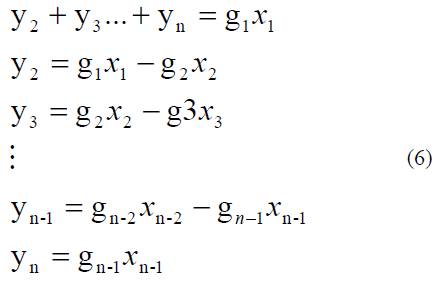 y₂ + y₃...+ yₙ = g₁x₁
y₂ = g₁x₁ − g₂x₂
y₃ = g₂x₂ − g3x₃
⋮
(6)
yₙ₋₁ = gₙ₋₂xₙ₋₂ − gₙ₋₁xₙ₋₁
yₙ = gₙ₋₁xₙ₋₁